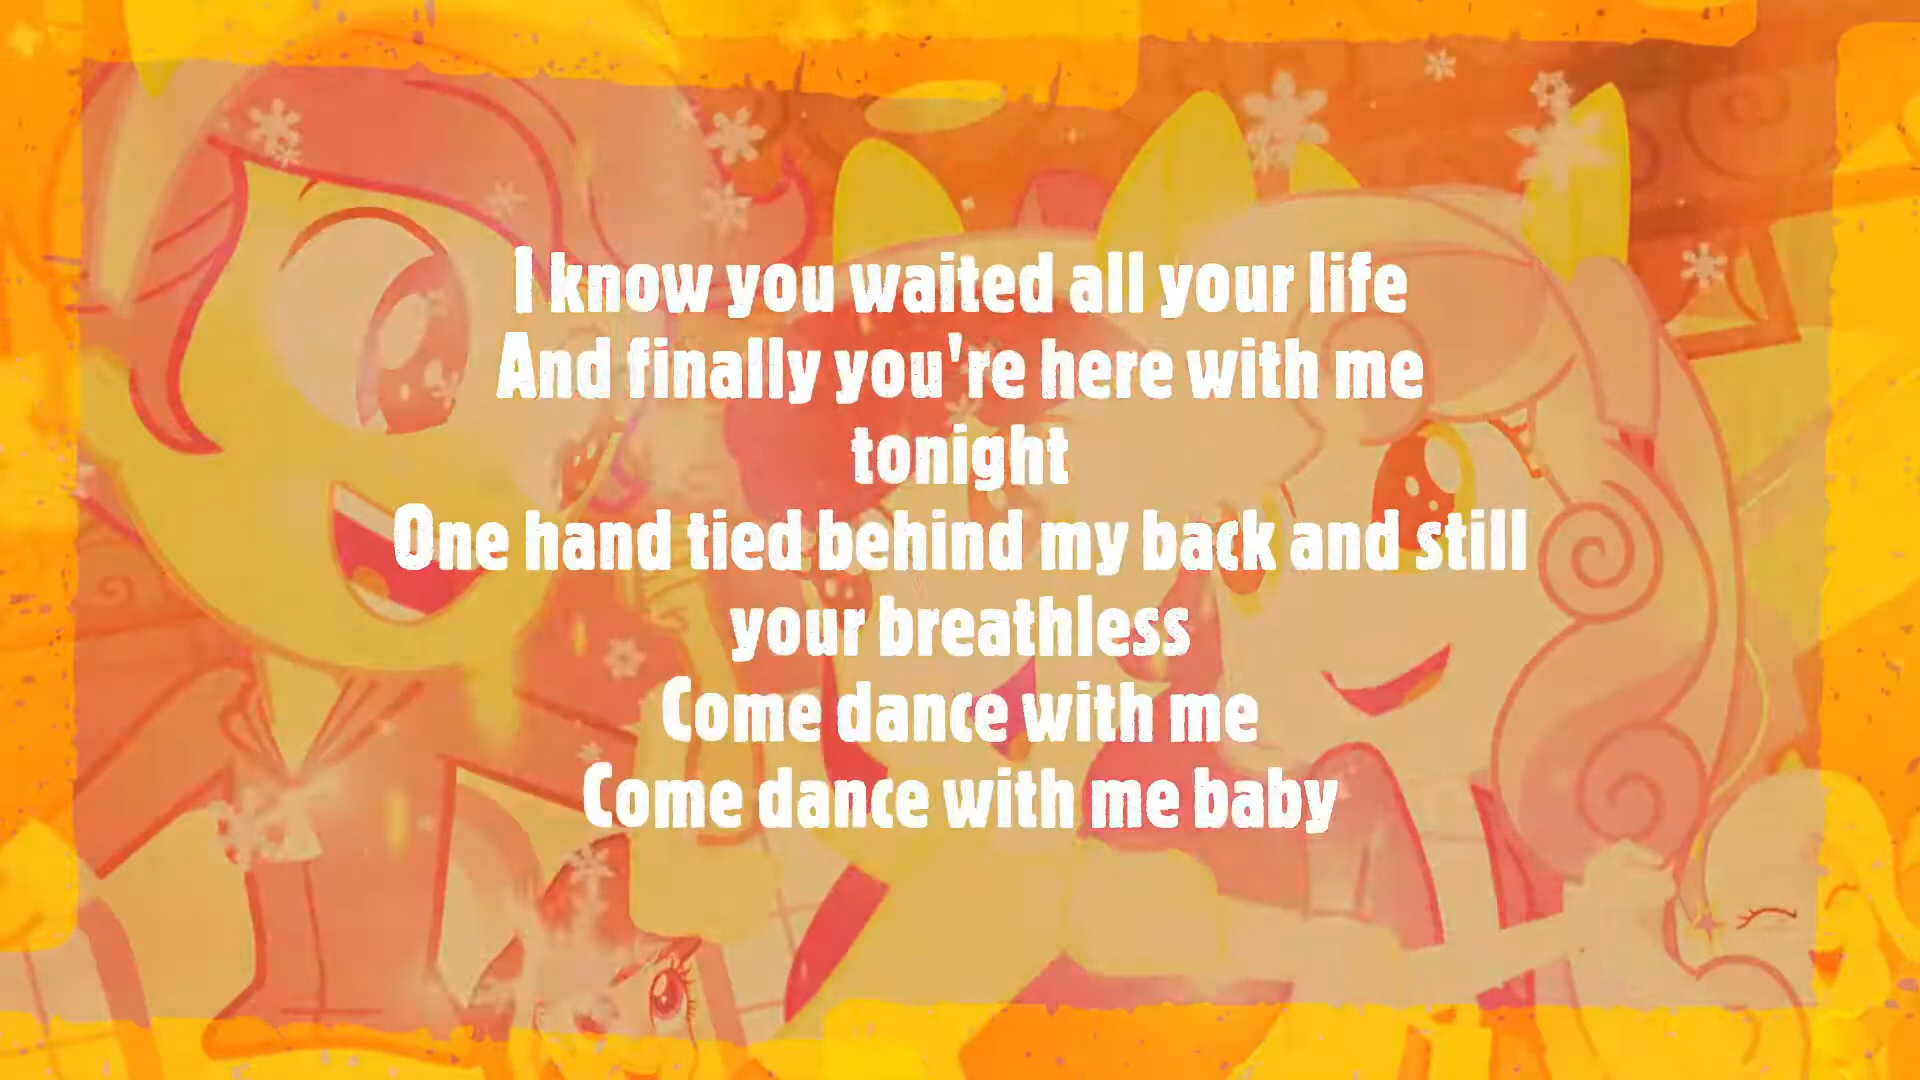 I know you waited all your life
And finally you're here with me
tonight
One hand tied behind my back and still
your breathless
Come dance with me
Come dance with me baby